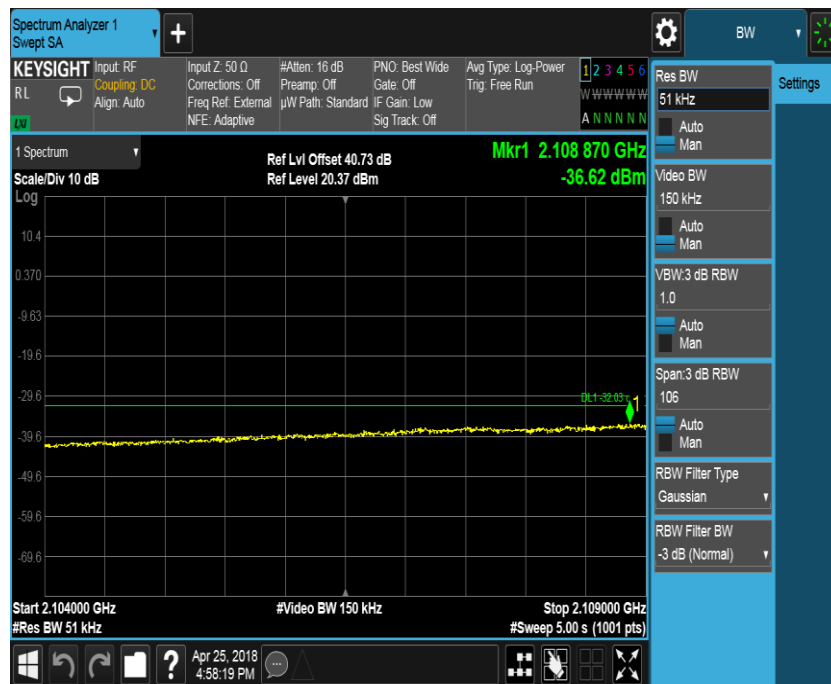 Spectrum Analyzer 1
Swept SA
+
BW
KEYSIGHT
RL
LXI
Input: RF
Coupling: DC
Align: Auto
Input Z: 50 Ω
Corrections: Off
Freq Ref: External
NFE: Adaptive
#Atten: 16 dB
Preamp: Off
µW Path: Standard
PNO: Best Wide
Gate: Off
IF Gain: Low
Sig Track: Off
Avg Type: Log-Power
Trig: Free Run
1 2 3 4 5 6
W W W W W W
A N N N N N
1 Spectrum
Scale/Div 10 dB
Ref Lvl Offset 40.73 dB
Ref Level 20.37 dBm
Mkr1 2.108 870 GHz
-36.62 dBm
Log
10.4
0.370
-9.63
-19.6
-29.6
-39.6
-49.6
-59.6
-69.6
DL1 -32.03
1
Start 2.104000 GHz
#Res BW 51 kHz
#Video BW 150 kHz
Stop 2.109000 GHz
#Sweep 5.00 s (1001 pts)
Res BW
51 kHz
Auto
Man
Video BW
150 kHz
Auto
Man
VBW:3 dB RBW
1.0
Auto
Man
Span:3 dB RBW
106
Auto
Man
RBW Filter Type
Gaussian
RBW Filter BW
-3 dB (Normal)
Settings
?
Apr 25, 2018
4:58:19 PM